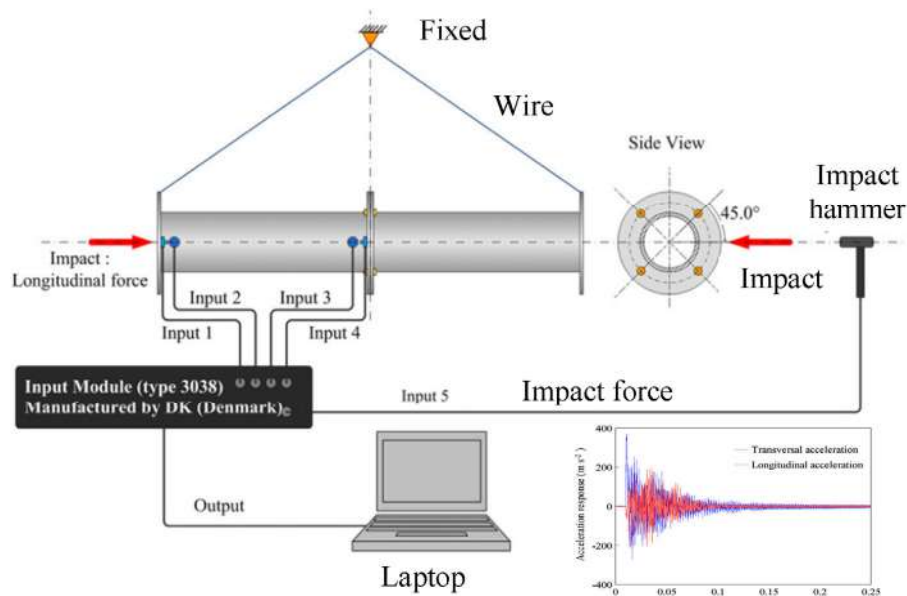 Fixed
Wire
Side View
Impact
hammer
45.0°
Impact :
Longitudinal force
Impact
Input 2
Input 3
Input 1
Input 4
Input Module (type 3038)
Manufactured by DK (Denmark)
Input 5
Impact force
Output
Laptop
Acceleration response (m s⁻²)
400
200
0
-200
-400
Transversal acceleration
Longitudinal acceleration
0
0.05
0.1
0.15
0.2
0.25